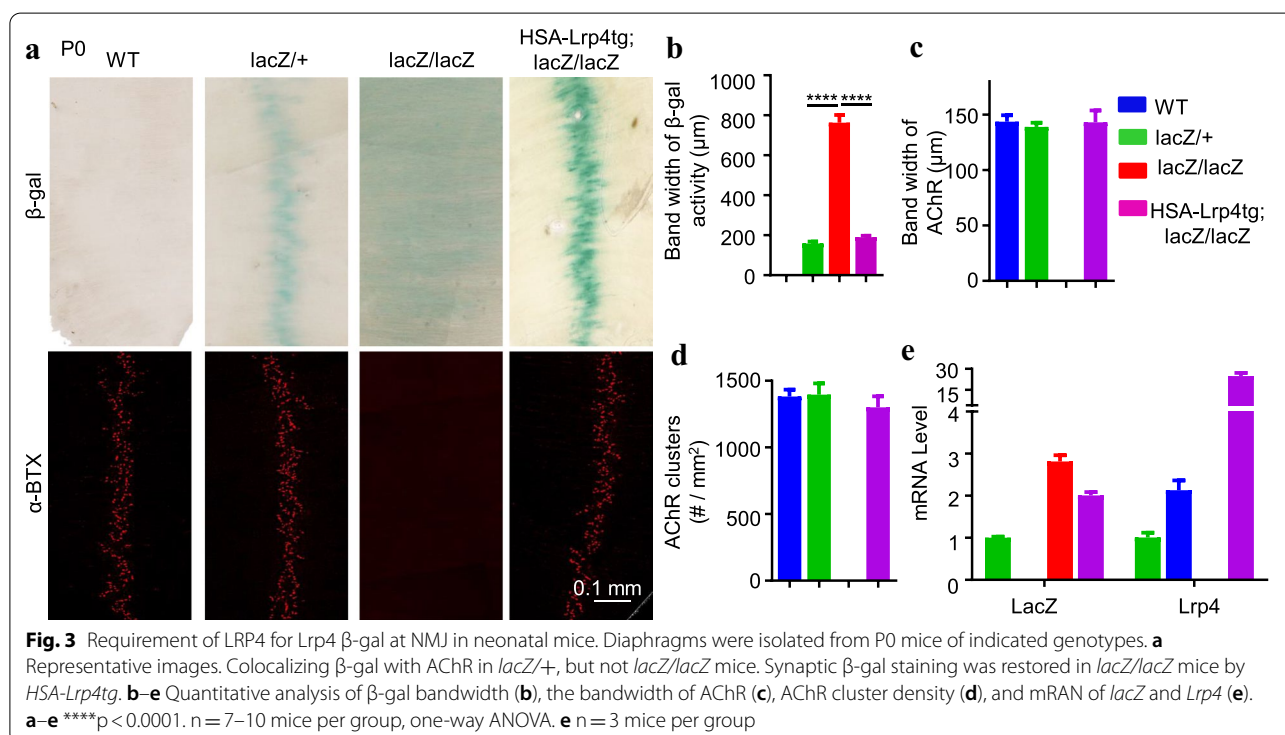 a P0
WT
lacZ/+
lacZ/lacZ
HSA-Lrp4tg;
lacZ/lacZ
β-gal
α-BTX
0.1 mm
b
Band width of β-gal
activity (μm)
1000
800
600
400
200
0
**** ****
c
Band width of
AChR (μm)
150
100
50
0
WT
lacZ/+
lacZ/lacZ
HSA-Lrp4tg;
lacZ/lacZ
d
AChR clusters
(# / mm²)
1500
1000
500
0
e
mRNA Level
30
15
4
3
2
1
0
LacZ
Lrp4
Fig. 3 Requirement of LRP4 for Lrp4 β-gal at NMJ in neonatal mice. Diaphragms were isolated from P0 mice of indicated genotypes. a
Representative images. Colocalizing β-gal with AChR in lacZ/+, but not lacZ/lacZ mice. Synaptic β-gal staining was restored in lacZ/lacZ mice by
HSA-Lrp4tg. b–e Quantitative analysis of β-gal bandwidth (b), the bandwidth of AChR (c), AChR cluster density (d), and mRAN of lacZ and Lrp4 (e).
a–e ****p < 0.0001. n = 7–10 mice per group, one-way ANOVA. e n = 3 mice per group